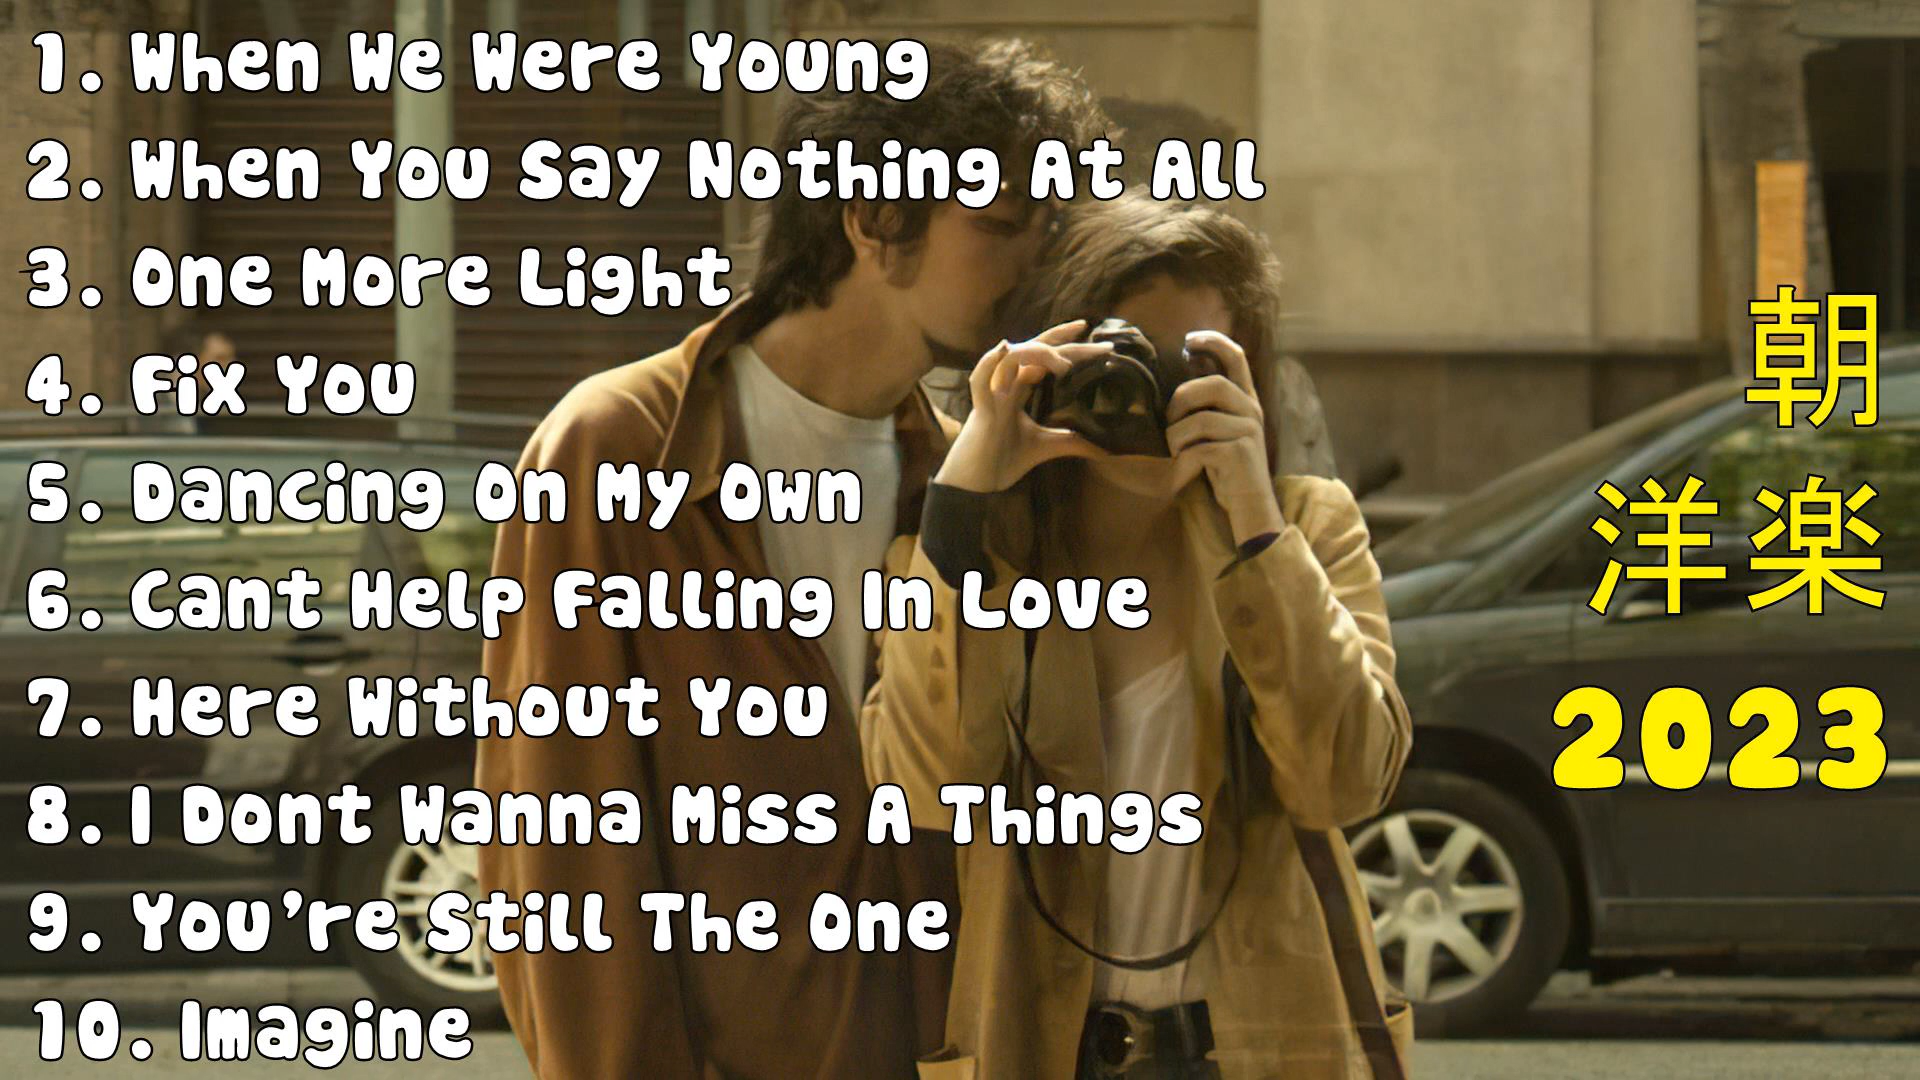 1. When We Were Young
2. When You Say Nothing At All
3. One More Light
4. Fix You
5. Dancing On My Own
6. Cant Help Falling In Love
7. Here Without You
8. I Dont Wanna Miss A Things
9. You're Still The One
10. Imagine
朝
洋楽
2023